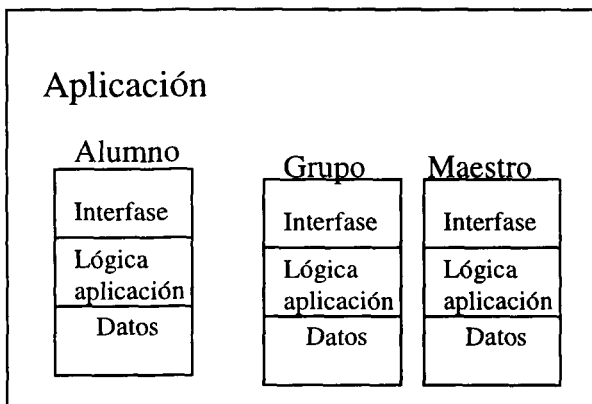 Aplicación
Alumno
Interfase
Lógica
aplicación
Datos
Grupo
Interfase
Lógica
aplicación
Datos
Maestro
Interfase
Lógica
aplicación
Datos